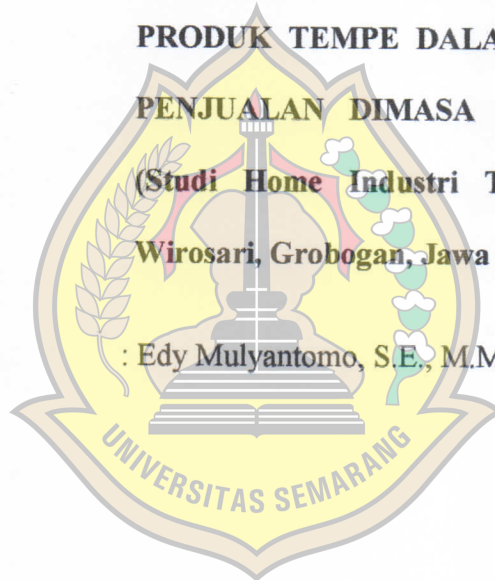 PRODUK TEMPE DALA
PENJUALAN DIMASA
(Studi Home Industri T
Wirosari, Grobogan, Jawa
: Edy Mulyantomo, S.E., M.M
UNIVERSITAS SEMARANG